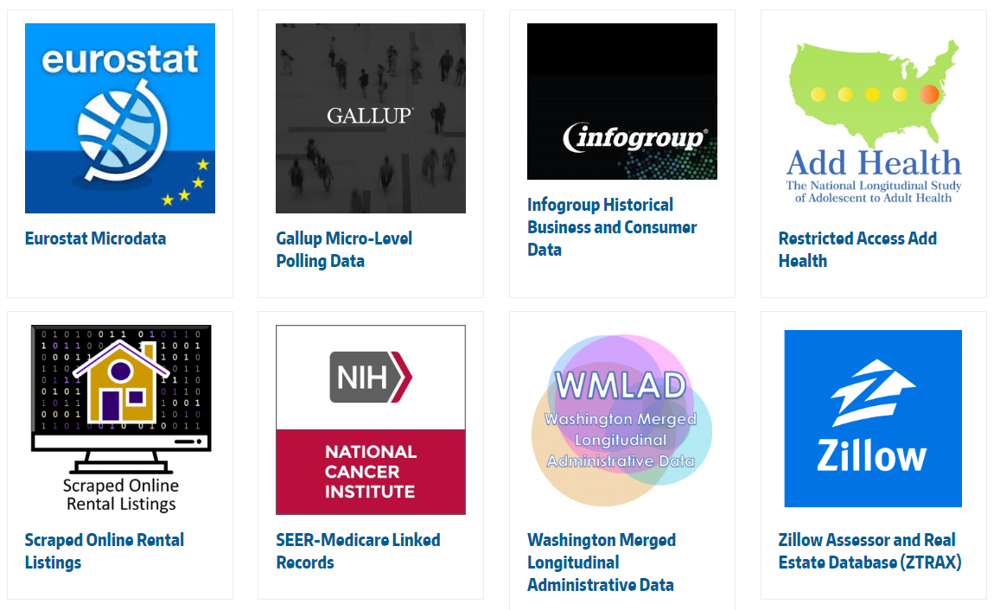 eurostat
Eurostat Microdata
GALLUP
Gallup Micro-Level
Polling Data
infogroup®
Infogroup Historical
Business and Consumer
Data
Add Health
The National Longitudinal Study
of Adolescent to Adult Health
Restricted Access Add
Health
Scraped Online
Rental Listings
Scraped Online Rental
Listings
NIH
NATIONAL
CANCER
INSTITUTE
SEER-Medicare Linked
Records
WMLAD
Washington Merged
Longitudinal
Administrative Data
Washington Merged
Longitudinal
Administrative Data
Zillow
Zillow Assessor and Real
Estate Database (ZTRAX)